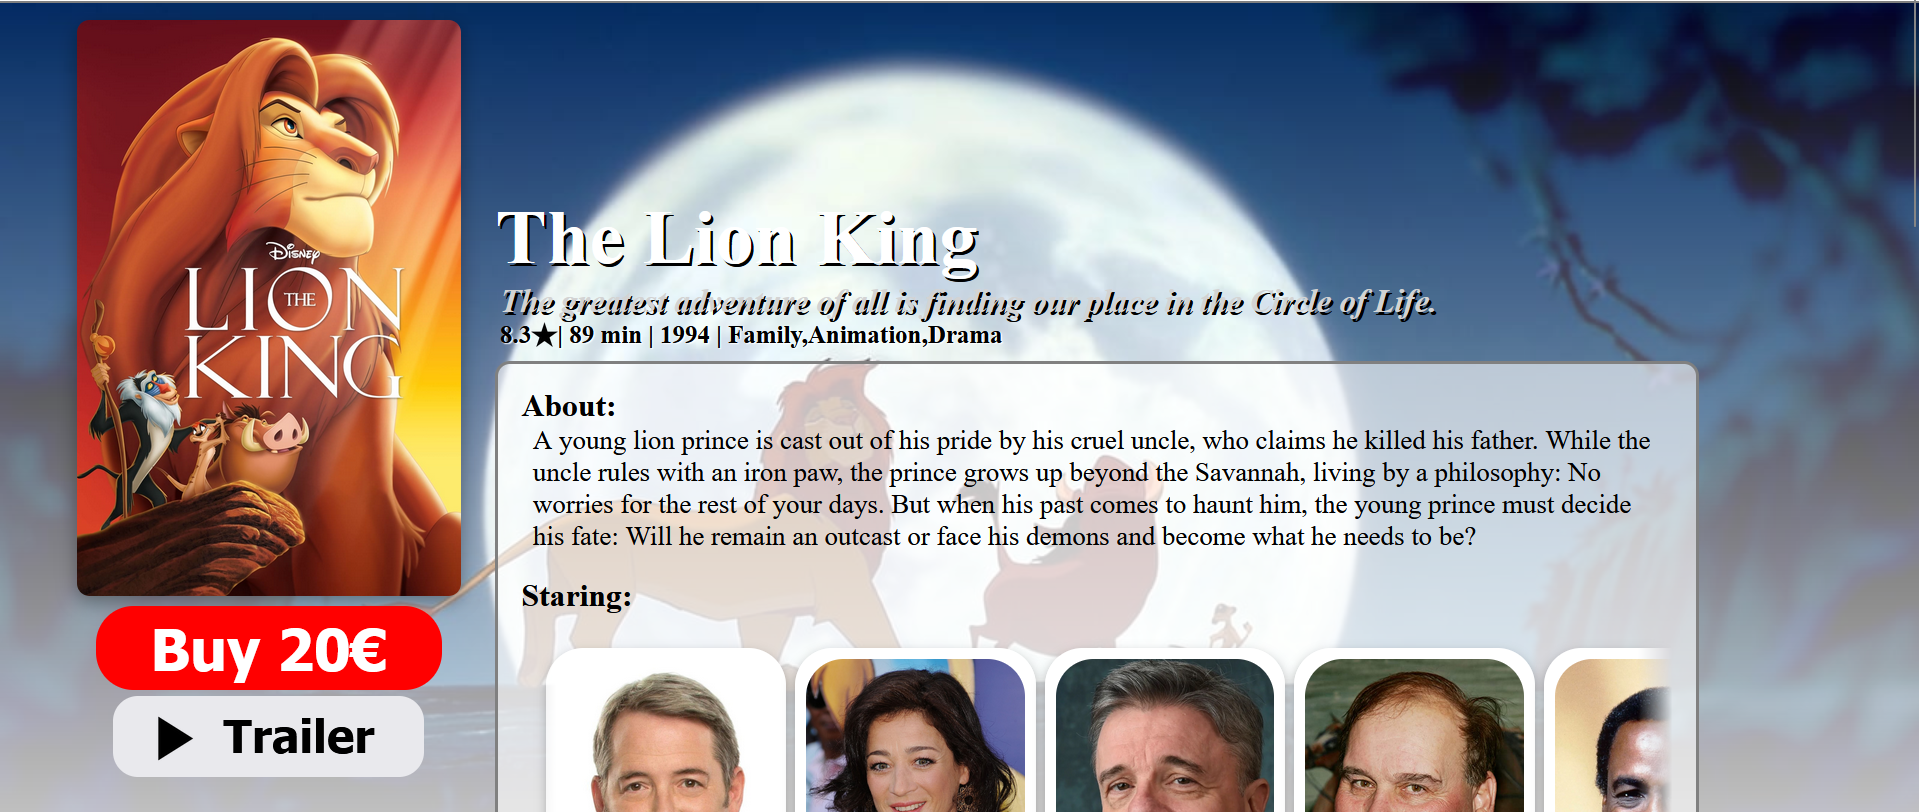 Disney
THE
LION
KING
Buy 20€
Trailer
The Lion King
The greatest adventure of all is finding our place in the Circle of Life.
8.3★| 89 min | 1994 | Family,Animation,Drama
About:
A young lion prince is cast out of his pride by his cruel uncle, who claims he killed his father. While the
uncle rules with an iron paw, the prince grows up beyond the Savannah, living by a philosophy: No
worries for the rest of your days. But when his past comes to haunt him, the young prince must decide
his fate: Will he remain an outcast or face his demons and become what he needs to be?
Staring: